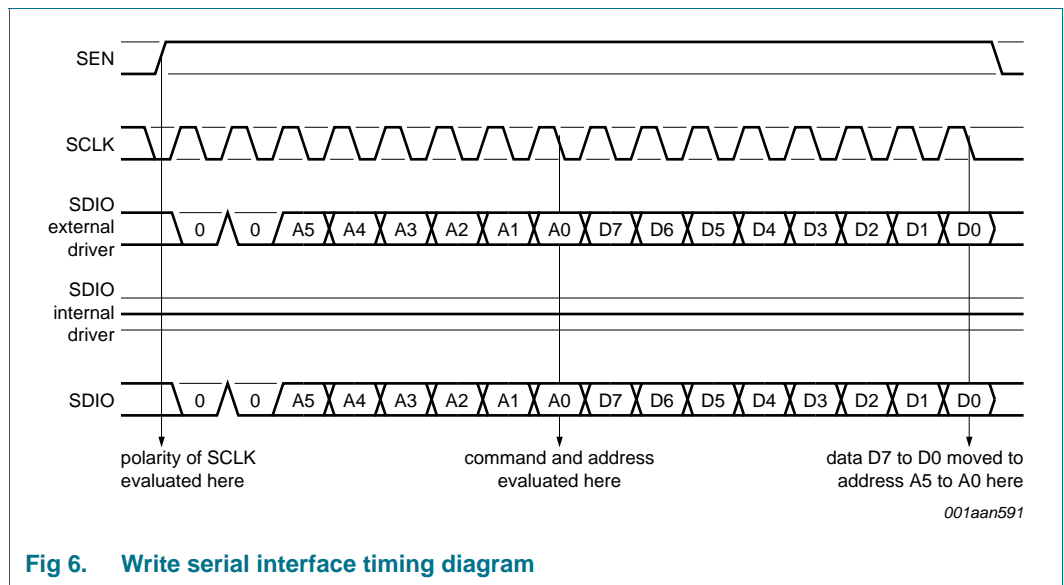 SEN
SCLK
SDIO
external
driver
0 0 A5 A4 A3 A2 A1 A0 D7 D6 D5 D4 D3 D2 D1 D0
SDIO
internal
driver
SDIO
0 0 A5 A4 A3 A2 A1 A0 D7 D6 D5 D4 D3 D2 D1 D0
polarity of SCLK
evaluated here
command and address
evaluated here
data D7 to D0 moved to
address A5 to A0 here
001aan591
Fig 6. Write serial interface timing diagram